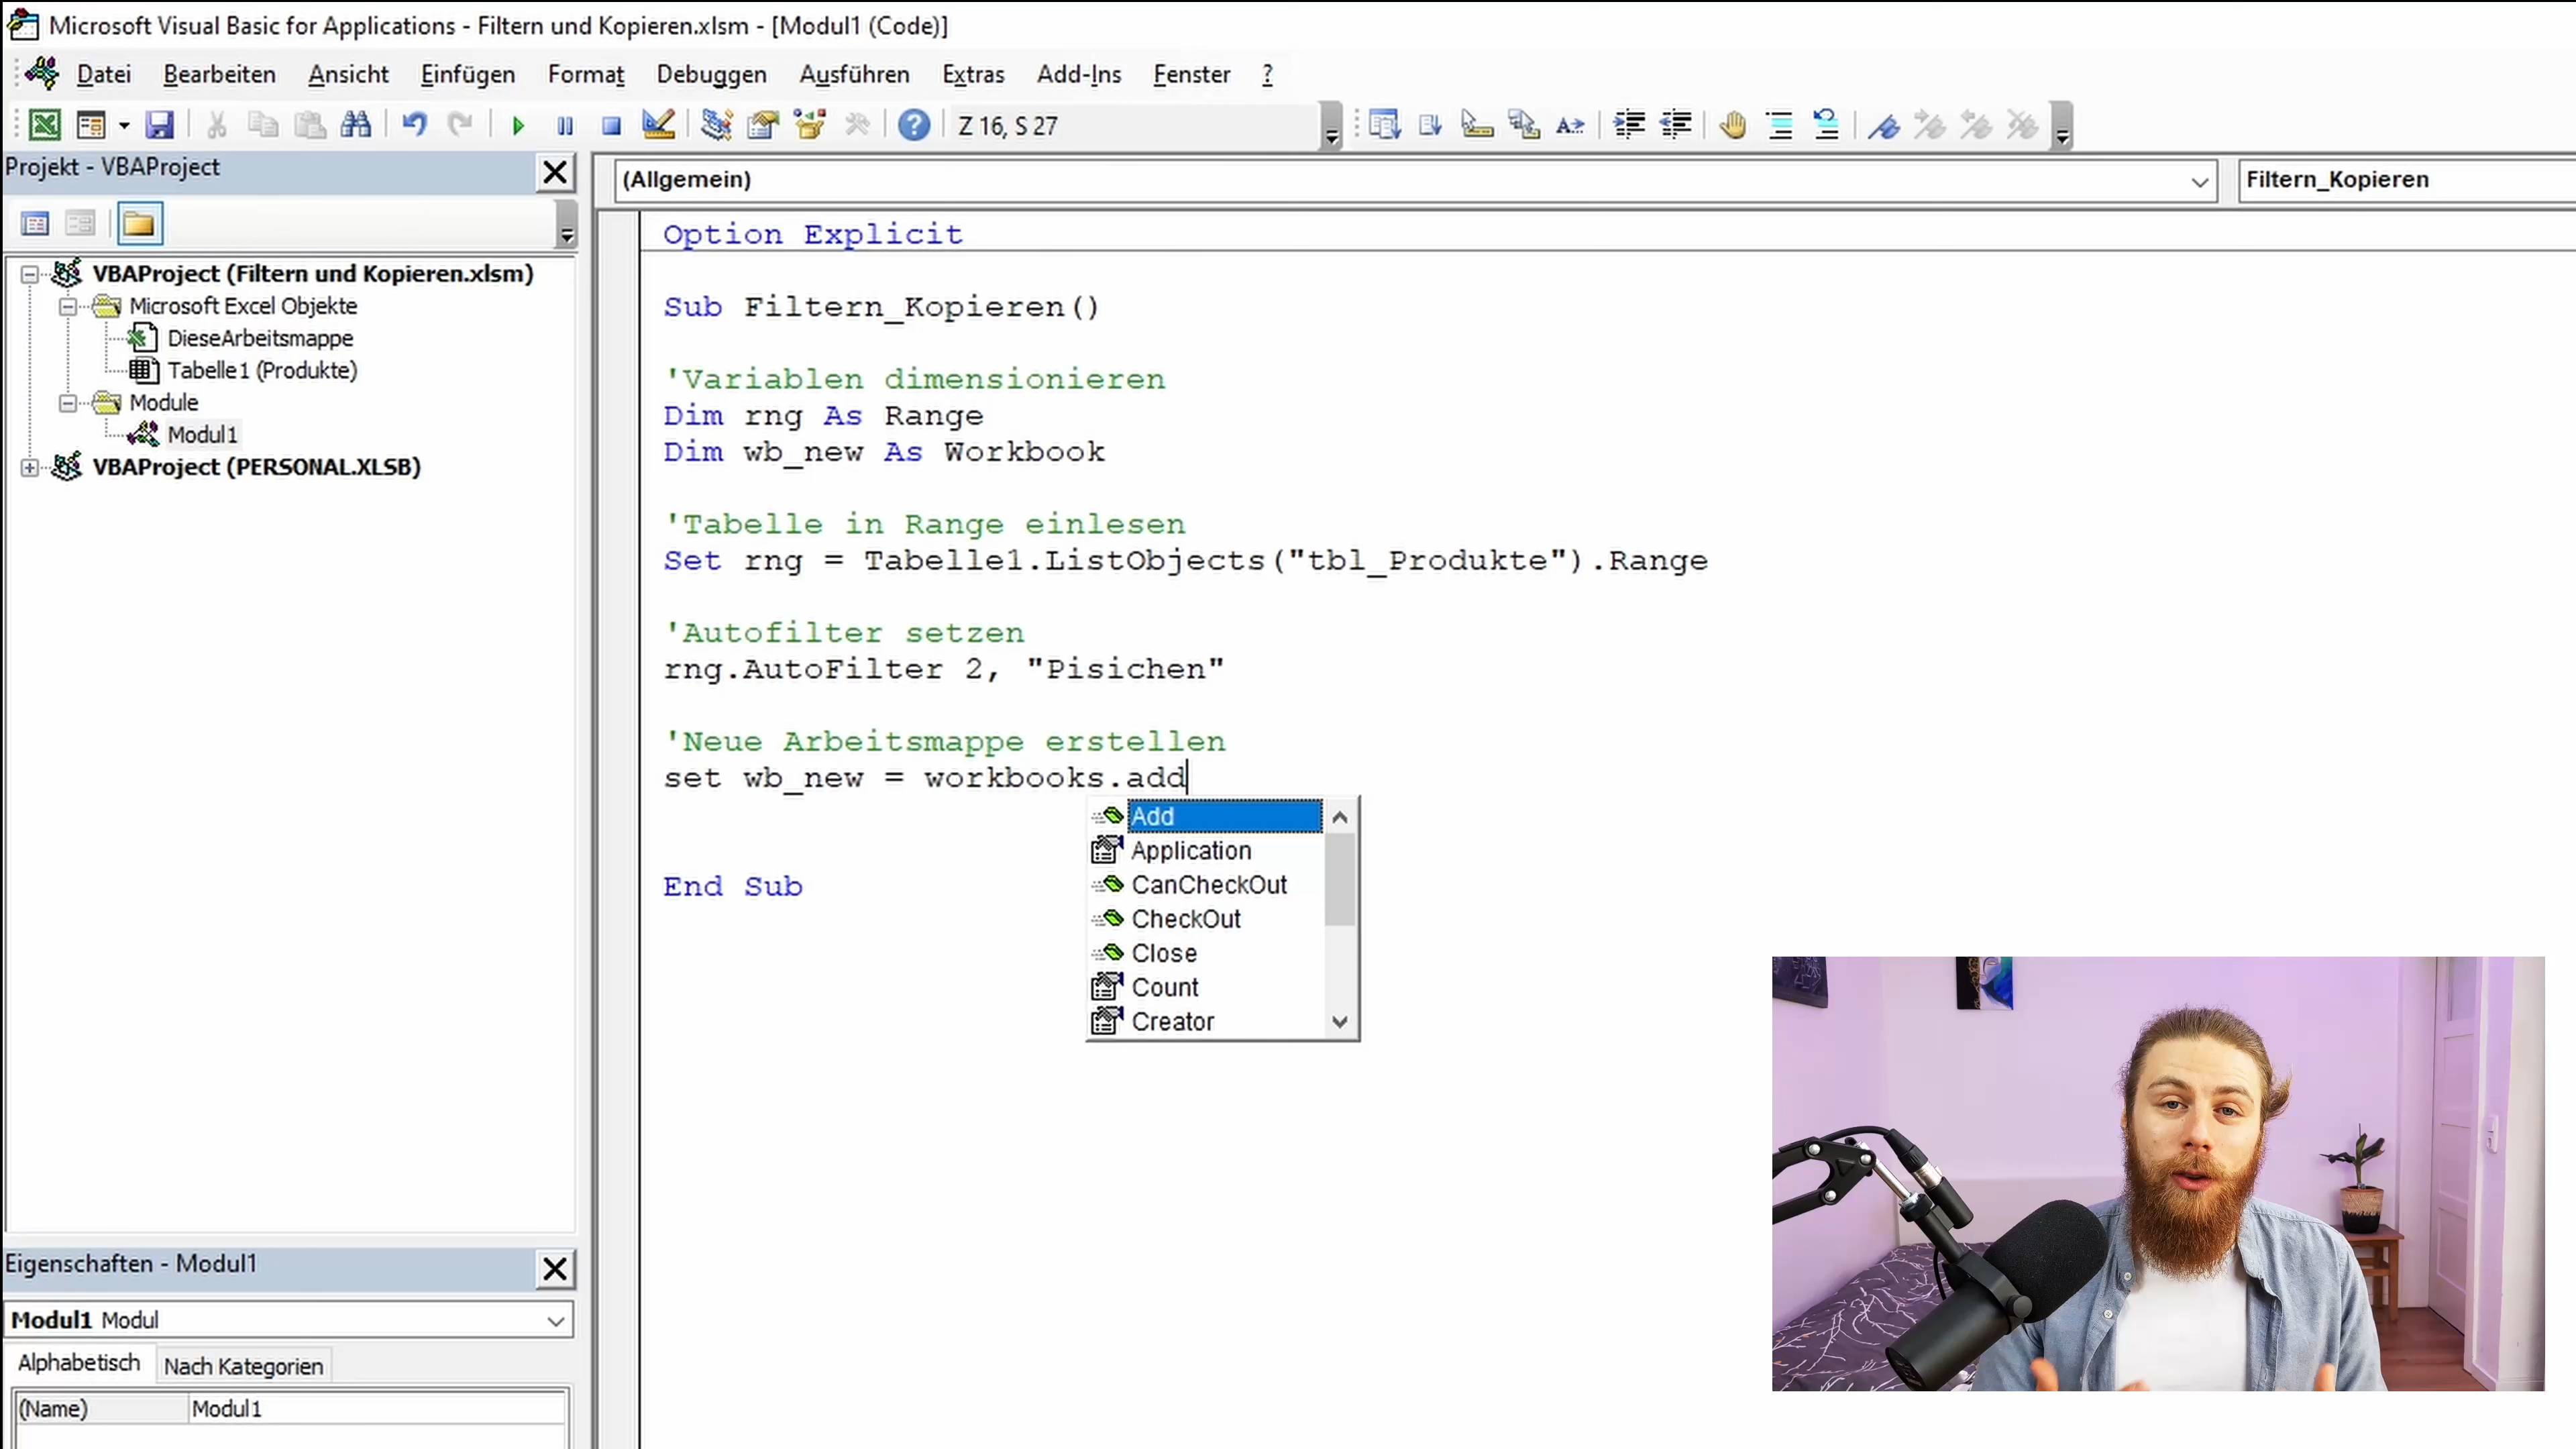 Microsoft Visual Basic for Applications - Filtern und Kopieren.xlsm - [Modul1 (Code)]
Datei Bearbeiten Ansicht Einfügen Format Debuggen Ausführen Extras Add-Ins Fenster ?
Z 16, S 27
Projekt - VBAProject
(Allgemein)
Filtern_Kopieren
VBAProject (Filtern und Kopieren.xlsm)
Microsoft Excel Objekte
DieseArbeitsmappe
Tabelle1 (Produkte)
Module
Modul1
VBAProject (PERSONAL.XLSB)
Option Explicit
Sub Filtern_Kopieren()
'Variablen dimensionieren
Dim rng As Range
Dim wb_new As Workbook
'Tabelle in Range einlesen
Set rng = Tabelle1.ListObjects("tbl_Produkte").Range
'Autofilter setzen
rng.AutoFilter 2, "Pisichen"
'Neue Arbeitsmappe erstellen
set wb_new = workbooks.add
Add
Application
CanCheckOut
CheckOut
Close
Count
Creator
End Sub
Eigenschaften - Modul1
Modul1 Modul
Alphabetisch
Nach Kategorien
(Name) Modul1